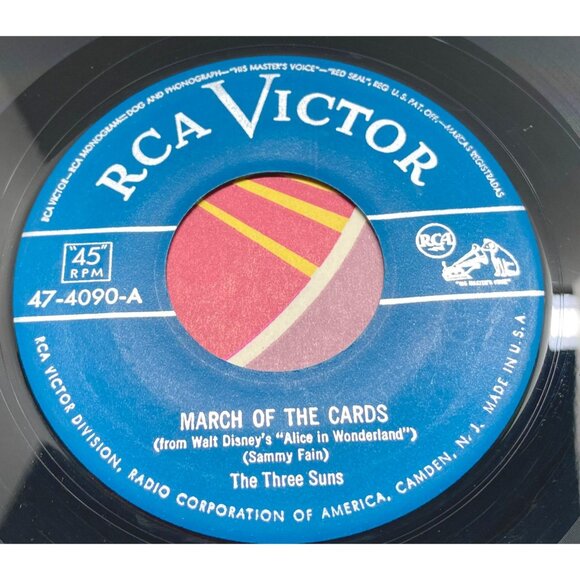 RCA VICTOR—RCA MONOGRAM—DOG AND PHONOGRAPH—"HIS MASTER'S VOICE"—"RED SEAL", REG. U.S. PAT. OFF.—MARCAS REGISTRADAS
RCA VICTOR
"45"
RPM
47-4090-A
RCA
"HIS MASTER'S VOICE"
MARCH OF THE CARDS
(from Walt Disney's "Alice in Wonderland")
(Sammy Fain)
The Three Suns
RCA VICTOR DIVISION, RADIO CORPORATION OF AMERICA, CAMDEN, N. J. MADE IN U.S.A